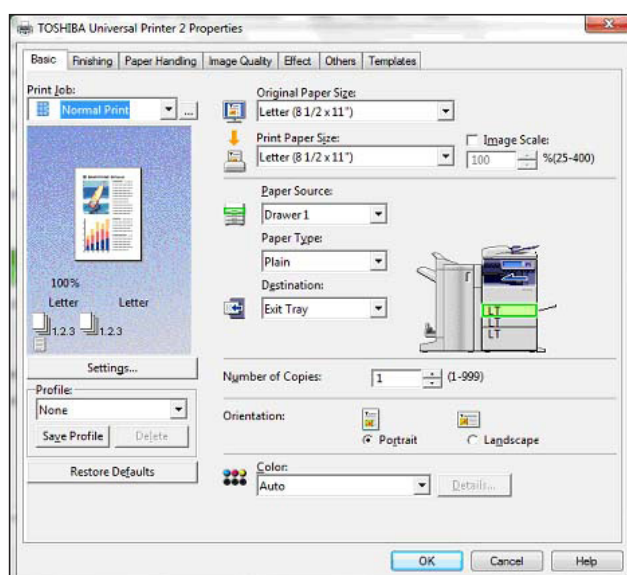 TOSHIBA Universal Printer 2 Properties
Basic Finishing Paper Handling Image Quality Effect Others Templates
Print Job:
Normal Print ...
100%
Letter Letter
1.2.3 1.2.3
Settings...
Profile:
None
Save Profile Delete
Restore Defaults
Original Paper Size:
Letter (8 1/2 x 11")
Print Paper Size:
Letter (8 1/2 x 11")
Image Scale:
100 %(25-400)
Paper Source:
Drawer 1
Paper Type:
Plain
Destination:
Exit Tray
LT
LT
LT
Number of Copies: 1 (1-999)
Orientation:
Portrait Landscape
Color:
Auto Details...
OK Cancel Help